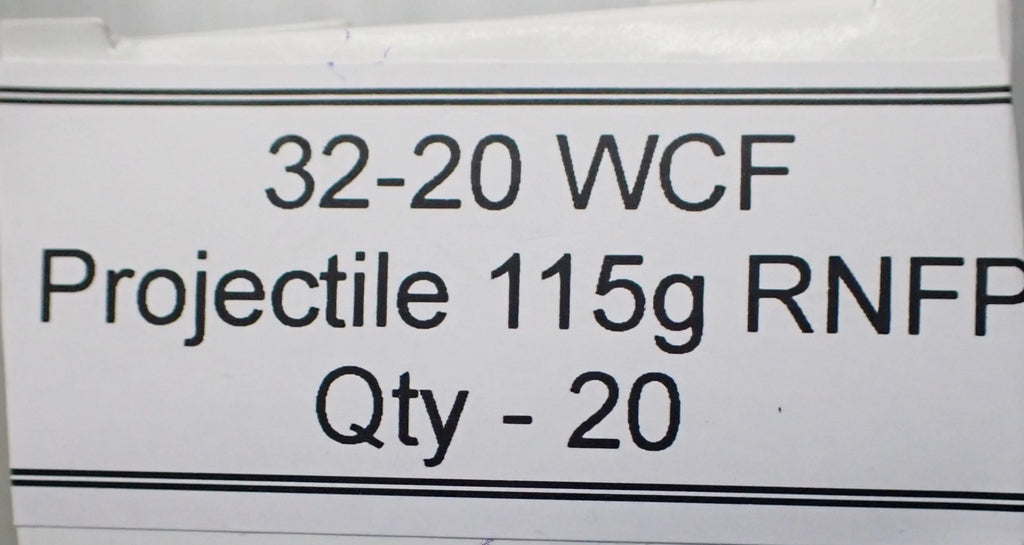 32-20 WCF
Projectile 115g RNFP
Qty - 20